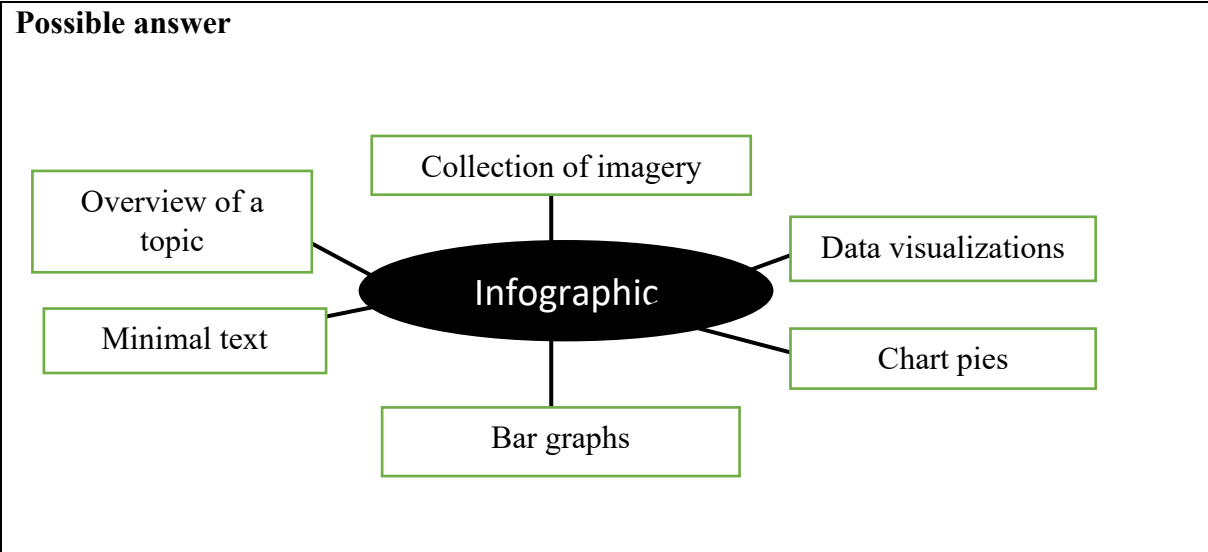 Possible answer
Collection of imagery
Overview of a
topic
Data visualizations
Infographic
Minimal text
Chart pies
Bar graphs